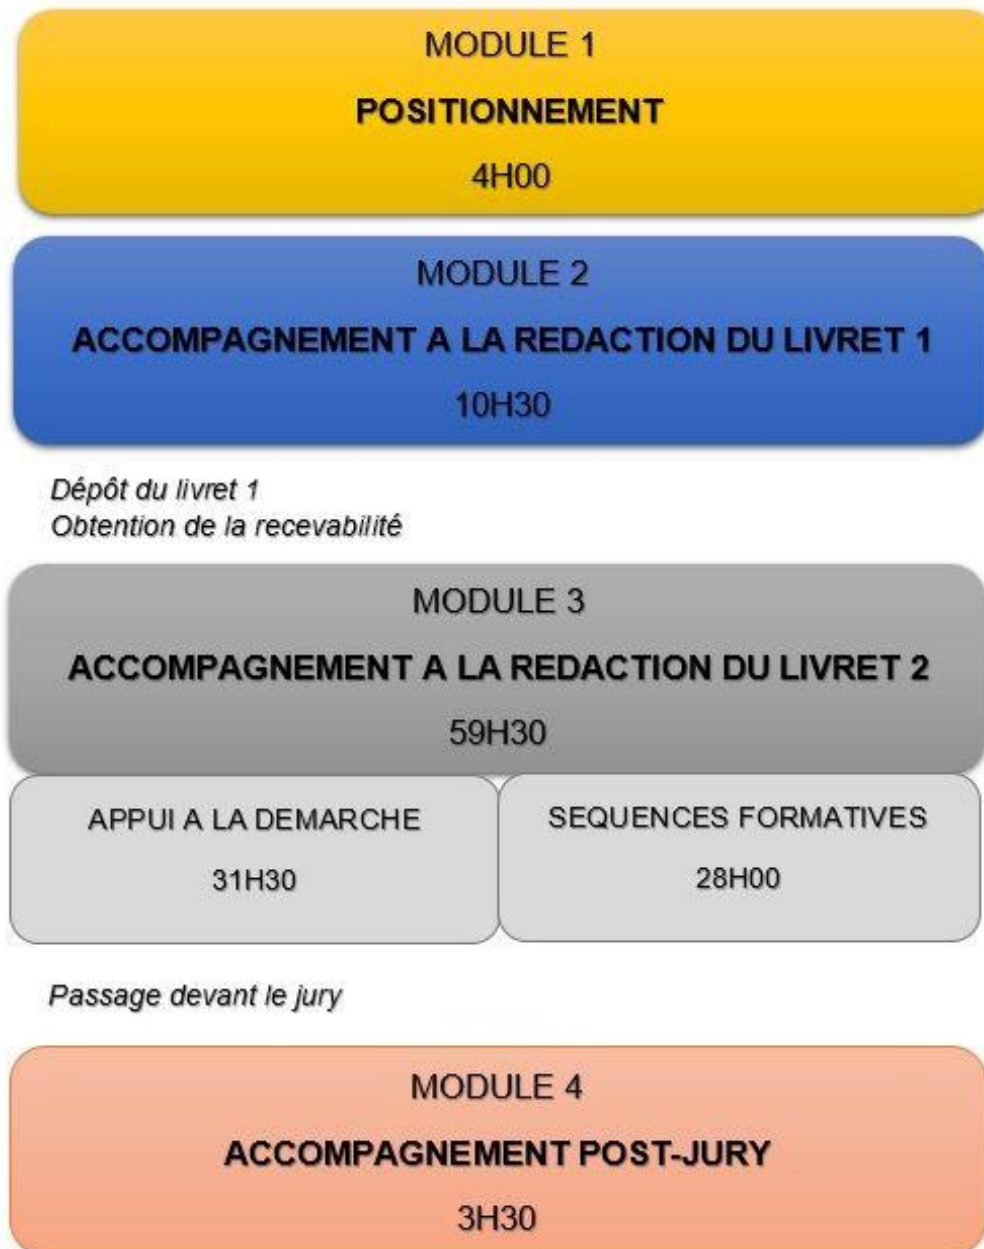 MODULE 1
POSITIONNEMENT
4H00
MODULE 2
ACCOMPAGNEMENT A LA REDACTION DU LIVRET 1
10H30
Dépôt du livret 1
Obtention de la recevabilité
MODULE 3
ACCOMPAGNEMENT A LA REDACTION DU LIVRET 2
59H30
APPUI A LA DEMARCHE
31H30
SEQUENCES FORMATIVES
28H00
Passage devant le jury
MODULE 4
ACCOMPAGNEMENT POST-JURY
3H30